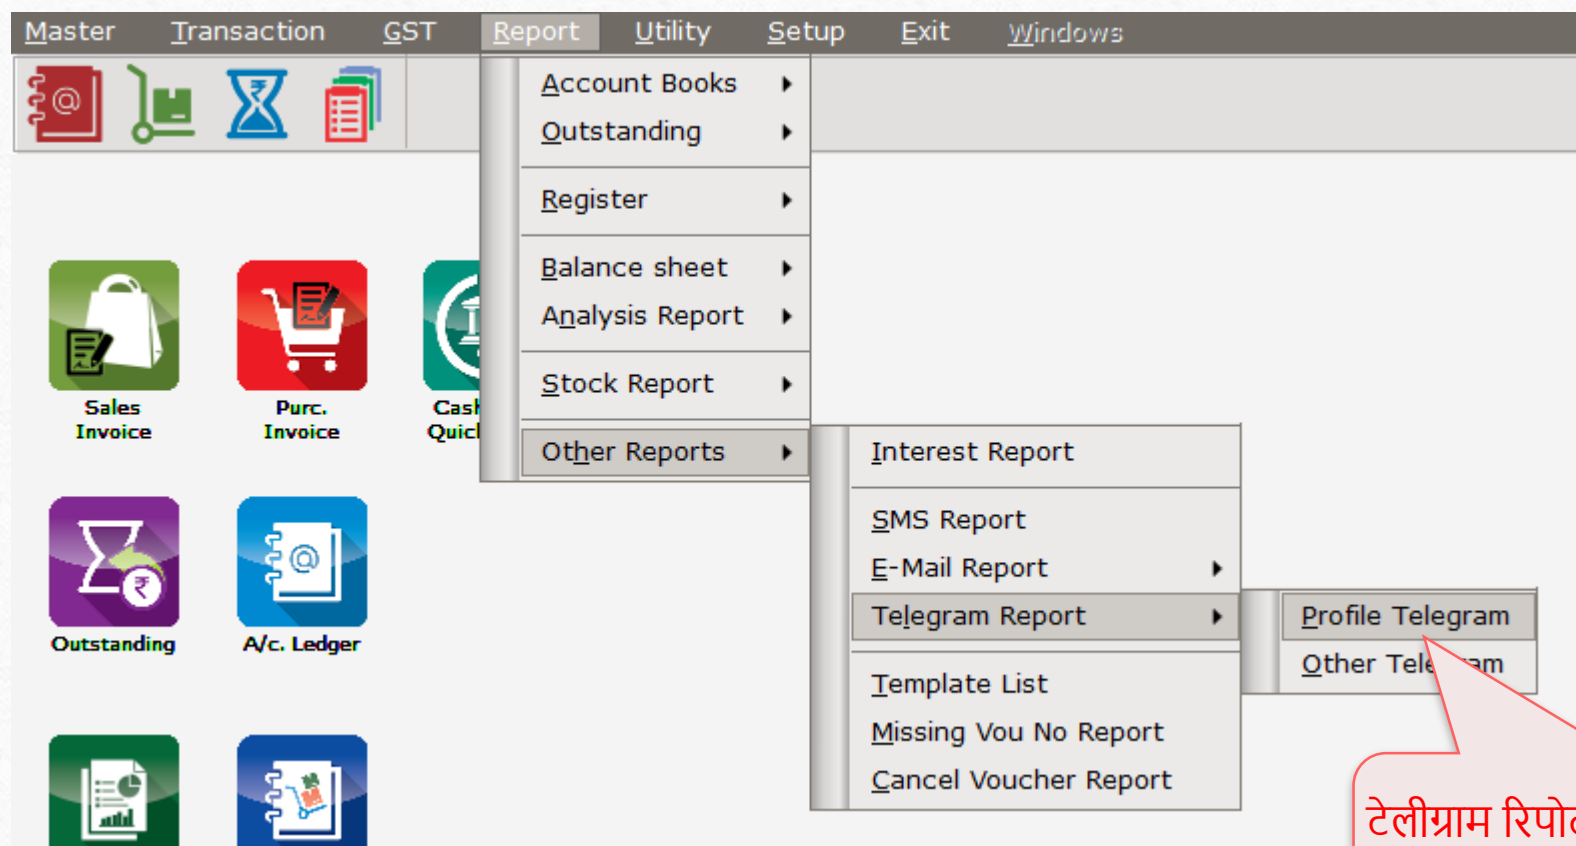 Master Transaction GST Report Utility Setup Exit Windows
Account Books
Outstanding
Register
Balance sheet
Analysis Report
Stock Report
Other Reports
Interest Report
SMS Report
E-Mail Report
Telegram Report
Template List
Missing Vou No Report
Cancel Voucher Report
Profile Telegram
Other
Sales
Invoice
Purc.
Invoice
Outstanding
A/c. Ledger
टेलीग्राम